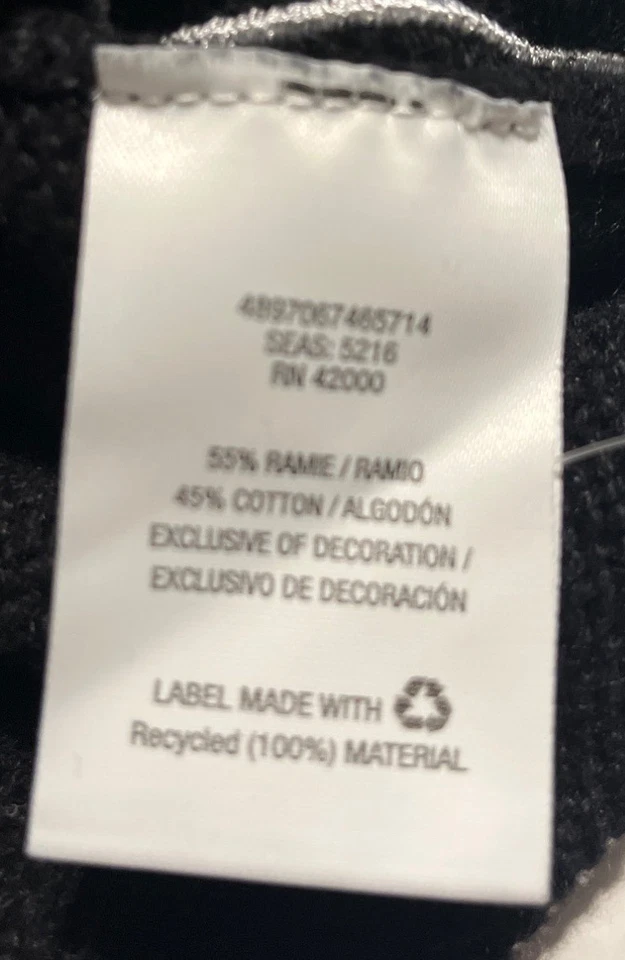 4897067465714
SEAS: 5216
RN 42000
55% RAMIE / RAMIO
45% COTTON / ALGODÓN
EXCLUSIVE OF DECORATION /
EXCLUSIVO DE DECORACIÓN
LABEL MADE WITH
Recycled (100%) MATERIAL